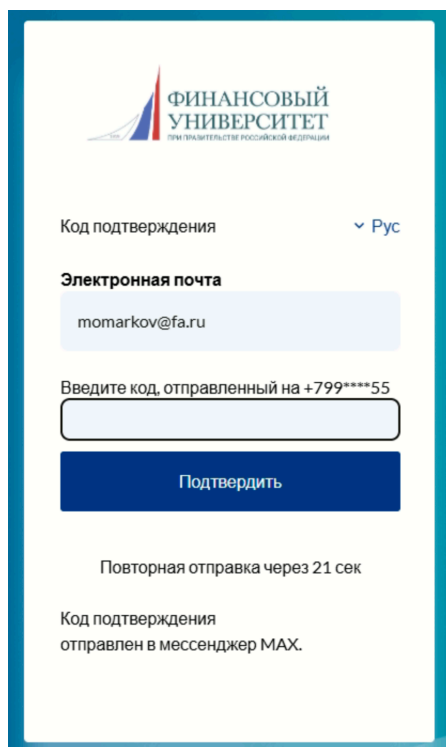 ФИНАНСОВЫЙ
УНИВЕРСИТЕТ
ПРИ ПРАВИТЕЛЬСТВЕ РОССИЙСКОЙ ФЕДЕРАЦИИ
Код подтверждения
Рус
Электронная почта
momarkov@fa.ru
Введите код, отправленный на +799****55
Подтвердить
Повторная отправка через 21 сек
Код подтверждения
отправлен в мессенджер MAX.